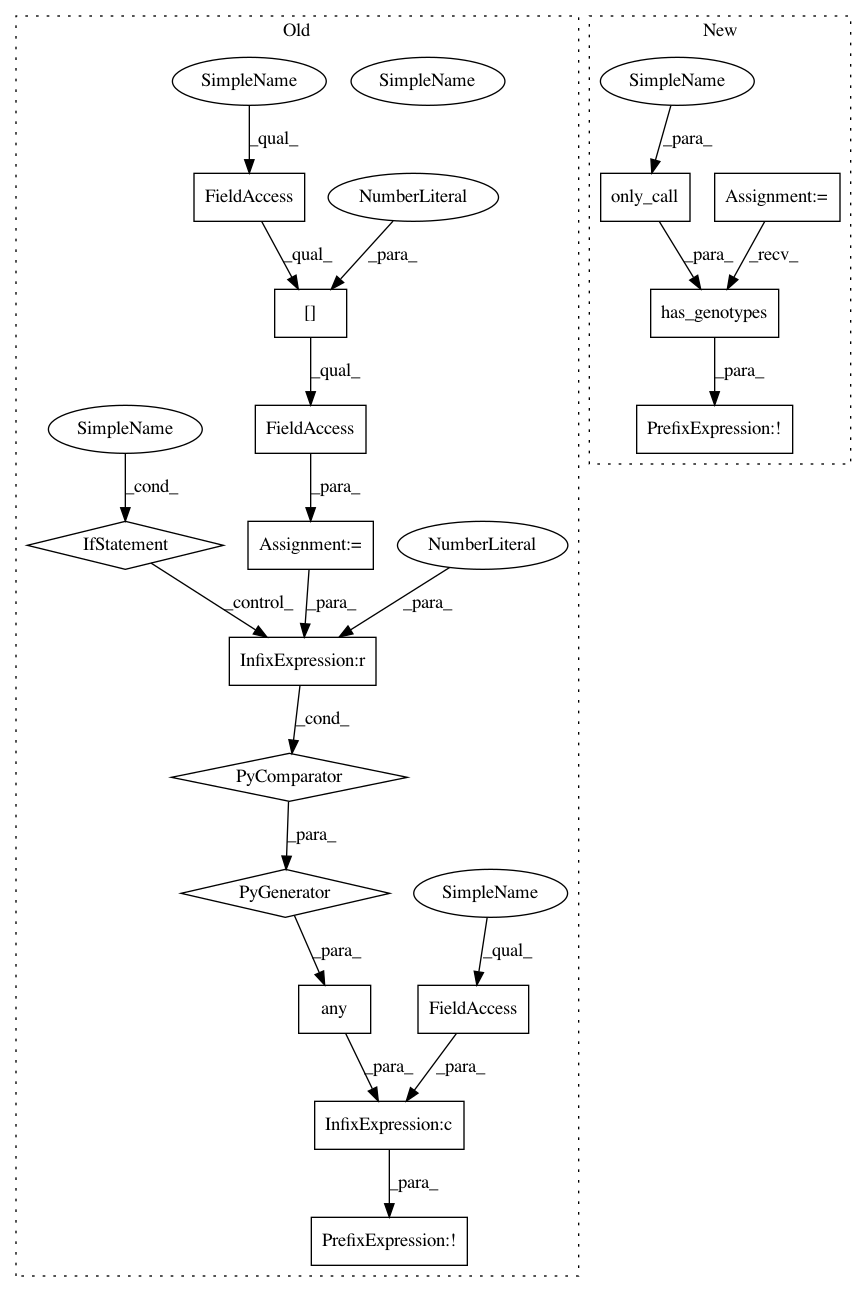 Old
New
SimpleName
SimpleName
SimpleName
_qual_
_para_
FieldAccess
NumberLiteral
only_call
Assignment:=
_qual_
_para_
_para_
_recv_
[]
has_genotypes
_qual_
_para_
SimpleName
FieldAccess
PrefixExpression:!
_cond_
_para_
IfStatement
Assignment:=
NumberLiteral
_control_
_para_
_para_
InfixExpression:r
_cond_
PyComparator
_para_
PyGenerator
SimpleName
_para_
_qual_
any
FieldAccess
_para_
_para_
InfixExpression:c
_para_
PrefixExpression:!